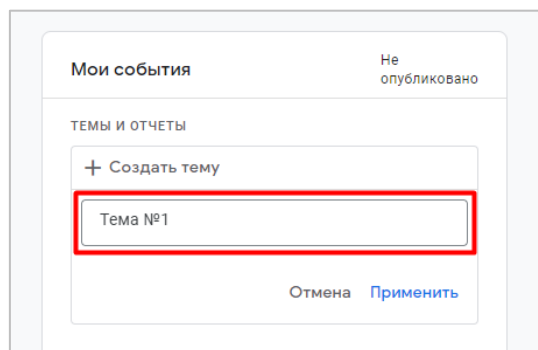 Мои события
Не
опубликовано
ТЕМЫ И ОТЧЕТЫ
+ Создать тему
Тема №1
Отмена Применить